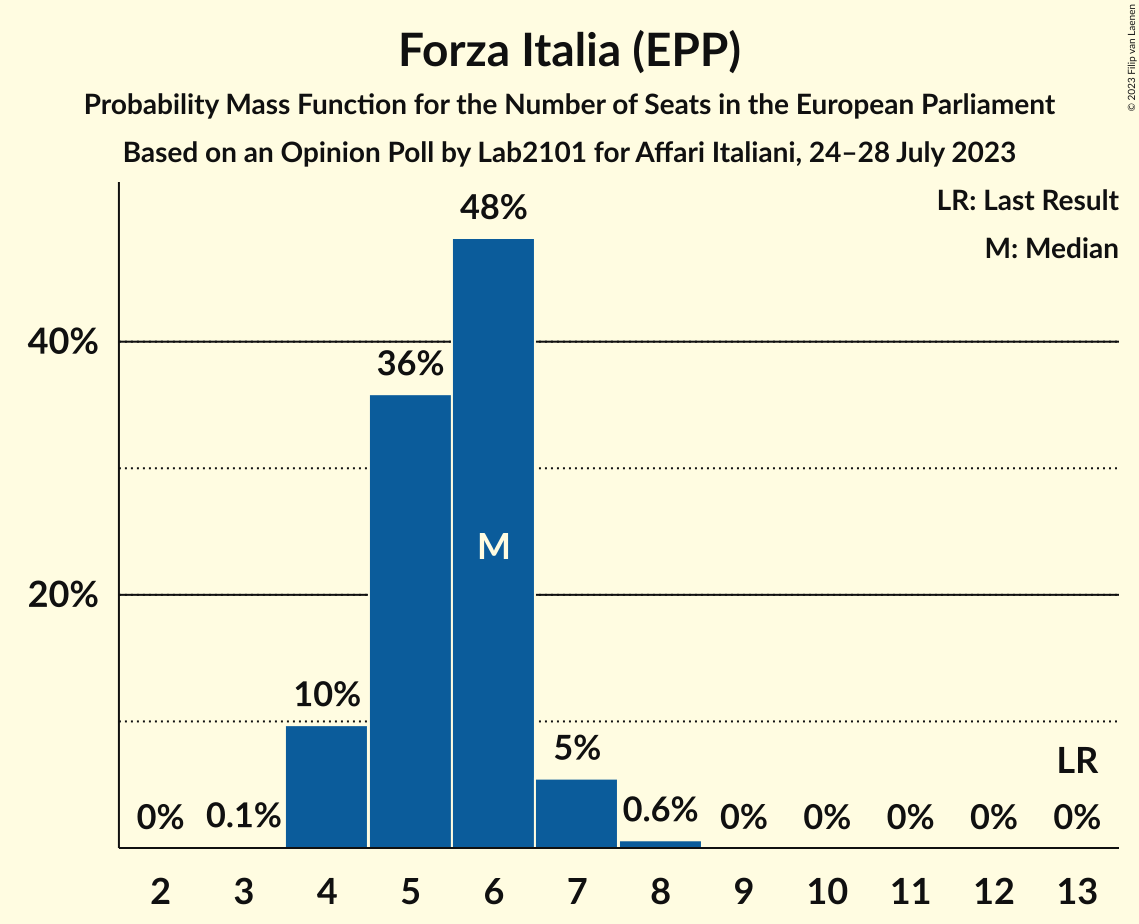 Forza Italia (EPP)
Probability Mass Function for the Number of Seats in the European Parliament
Based on an Opinion Poll by Lab2101 for Affari Italiani, 24–28 July 2023
© 2023 Filip van Laenen
LR: Last Result
M: Median
48%
40%
36%
M
20%
10%
5%
LR
0% 0.1% 0.6% 0% 0% 0% 0% 0%
2 3 4 5 6 7 8 9 10 11 12 13